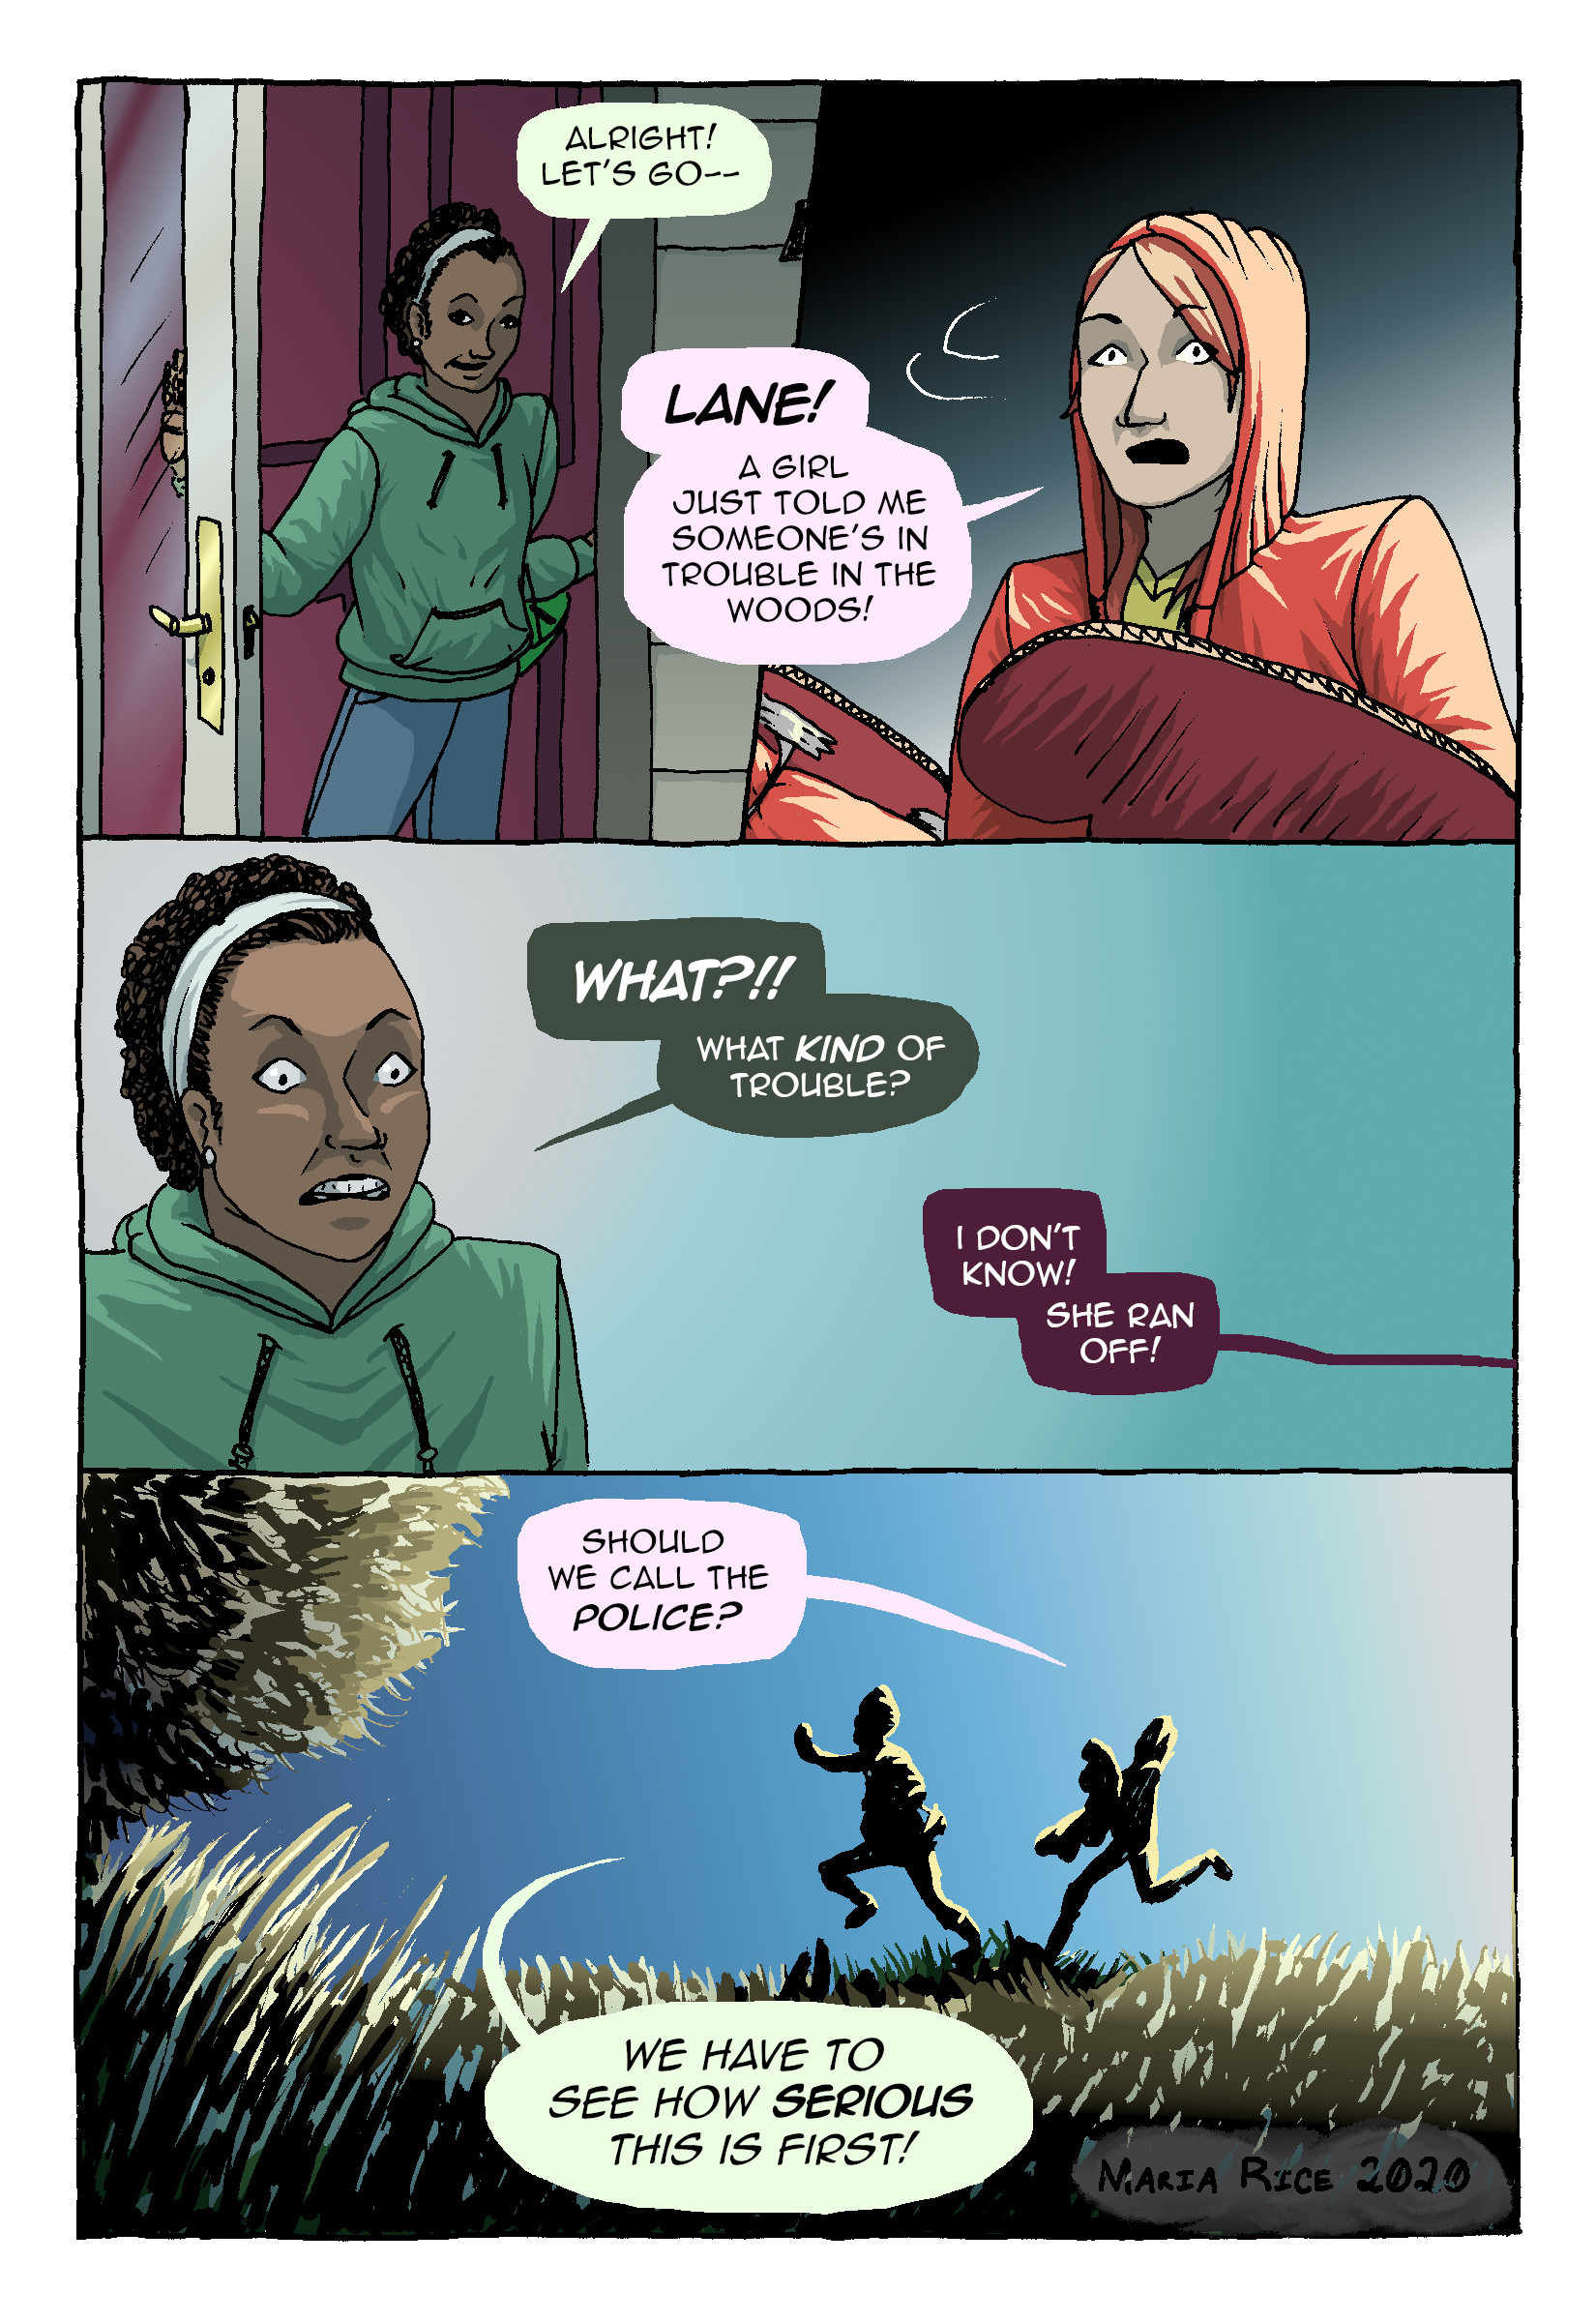 ALRIGHT!
LET'S GO--
LANE!
A GIRL
JUST TOLD ME
SOMEONE'S IN
TROUBLE IN THE
WOODS!
WHAT?!!
WHAT KIND OF
TROUBLE?
I DON'T
KNOW!
SHE RAN
OFF!
SHOULD
WE CALL THE
POLICE?
WE HAVE TO
SEE HOW SERIOUS
THIS IS FIRST!
MARIA RICE 2020